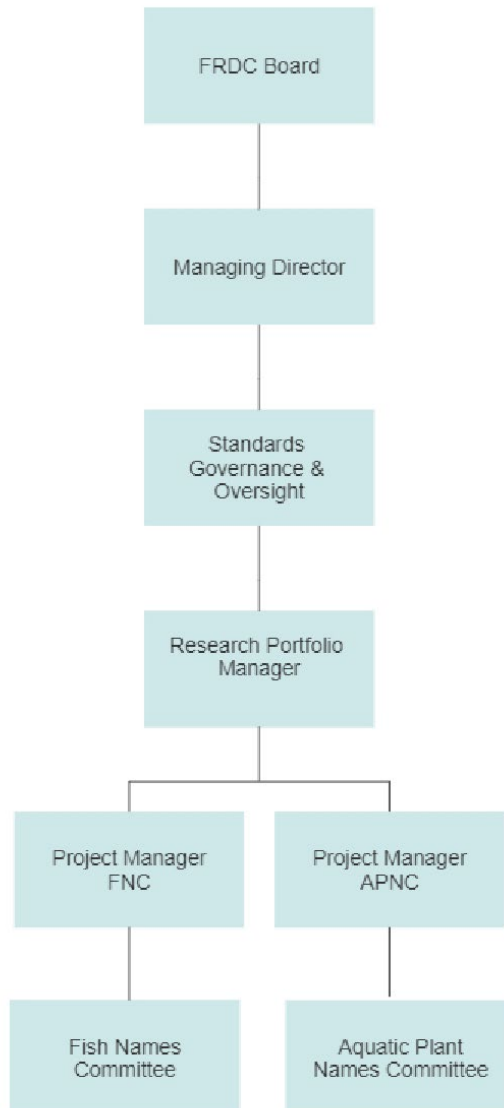 FRDC Board
Managing Director
Standards
Governance &
Oversight
Research Portfolio
Manager
Project Manager
FNC
Project Manager
APNC
Fish Names
Committee
Aquatic Plant
Names Committee